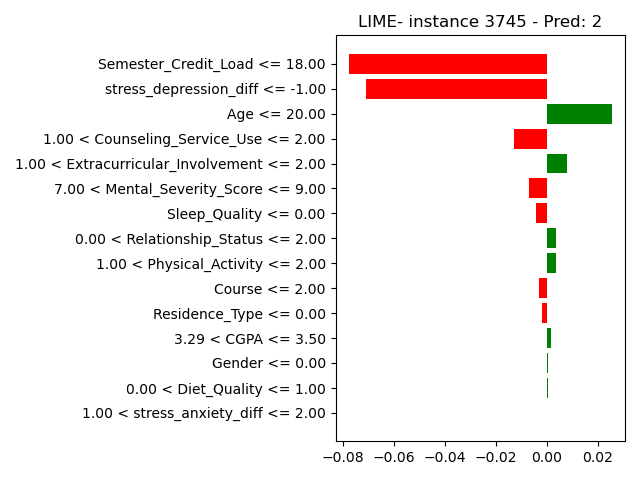 LIME- instance 3745 - Pred: 2
Semester_Credit_Load <= 18.00
stress_depression_diff <= -1.00
Age <= 20.00
1.00 < Counseling_Service_Use <= 2.00
1.00 < Extracurricular_Involvement <= 2.00
7.00 < Mental_Severity_Score <= 9.00
Sleep_Quality <= 0.00
0.00 < Relationship_Status <= 2.00
1.00 < Physical_Activity <= 2.00
Course <= 2.00
Residence_Type <= 0.00
3.29 < CGPA <= 3.50
Gender <= 0.00
0.00 < Diet_Quality <= 1.00
1.00 < stress_anxiety_diff <= 2.00
−0.08 −0.06 −0.04 −0.02 0.00 0.02